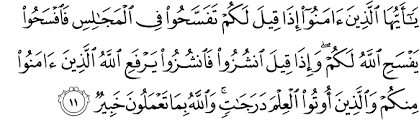 يَٰٓأَيُّهَا ٱلَّذِينَ ءَامَنُوٓا۟ إِذَا قِيلَ لَكُمْ تَفَسَّحُوا۟ فِى ٱلْمَجَٰلِسِ فَٱفْسَحُوا۟
يَفْسَحِ ٱللَّهُ لَكُمْ ۖ وَإِذَا قِيلَ ٱنشُزُوا۟ فَٱنشُزُوا۟ يَرْفَعِ ٱللَّهُ ٱلَّذِينَ ءَامَنُوا۟
مِنكُمْ وَٱلَّذِينَ أُوتُوا۟ ٱلْعِلْمَ دَرَجَٰتٍ ۚ وَٱللَّهُ بِمَا تَعْمَلُونَ خَبِيرٌ ١١